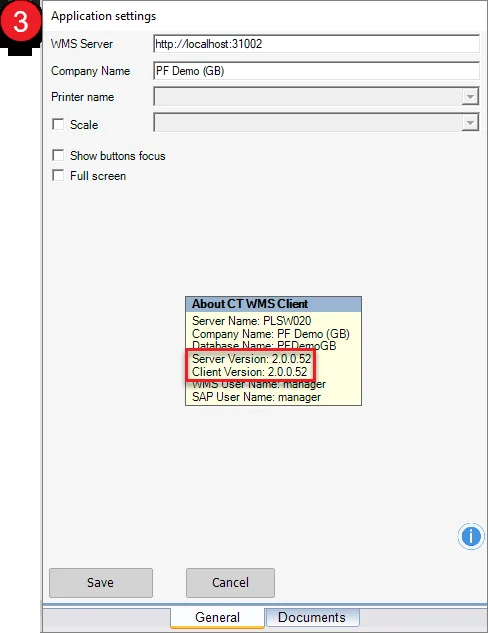 3
Application settings
WMS Server
http://localhost:31002
Company Name
PF Demo (GB)
Printer name
Scale
Show buttons focus
Full screen
About CT WMS Client
Server Name: PLSW020
Company Name: PF Demo (GB)
Database Name: PFDemoGB
Server Version: 2.0.0.52
Client Version: 2.0.0.52
WMS User Name: manager
SAP User Name: manager
i
Save
Cancel
General
Documents